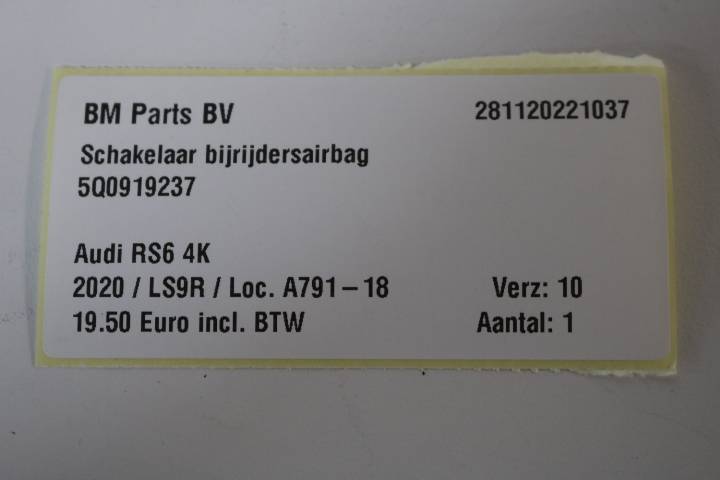 BM Parts BV 281120221037
Schakelaar bijrijdersairbag
5Q0919237
Audi RS6 4K
2020 / LS9R / Loc. A791-18 Verz: 10
19.50 Euro incl. BTW Aantal: 1